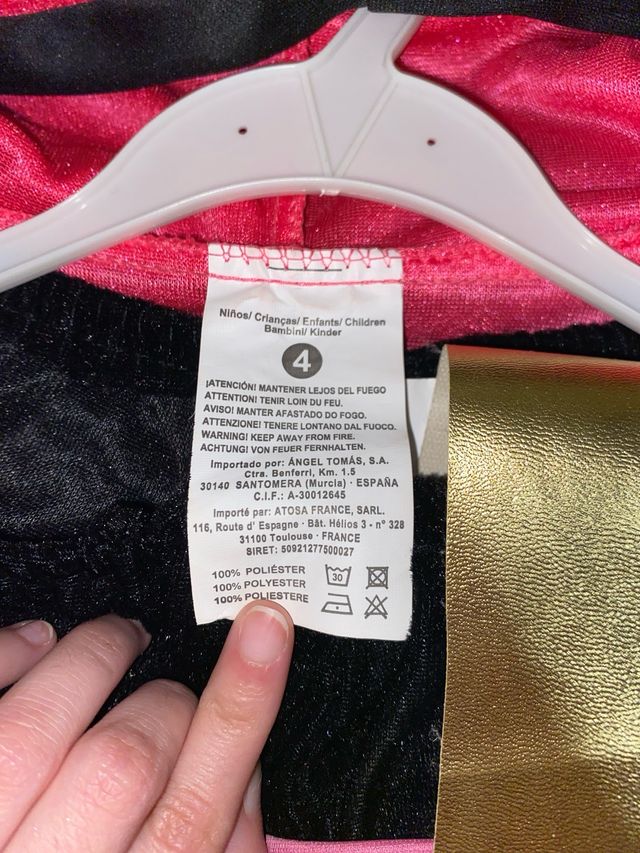 Niños/ Crianças/ Enfants/ Children
Bambini/ Kinder
4
¡ATENCIÓN! MANTENER LEJOS DEL FUEGO
ATTENTION! TENIR LOIN DU FEU.
AVISO! MANTER AFASTADO DO FOGO.
ATTENZIONE! TENERE LONTANO DAL FUOCO.
WARNING! KEEP AWAY FROM FIRE.
ACHTUNG! VON FEUER FERNHALTEN.
Importado por: ÁNGEL TOMÁS, S.A.
Ctra. Benferri, Km. 1.5
30140 SANTOMERA (Murcia) · ESPAÑA
C.I.F.: A-30012645
Importé par: ATOSA FRANCE, SARL.
116, Route d' Espagne · Bât. Hélios 3 - nº 328
31100 Toulouse · FRANCE
SIRET: 50921277500027
100% POLIÉSTER
100% POLYESTER
100% POLIESTERE
30